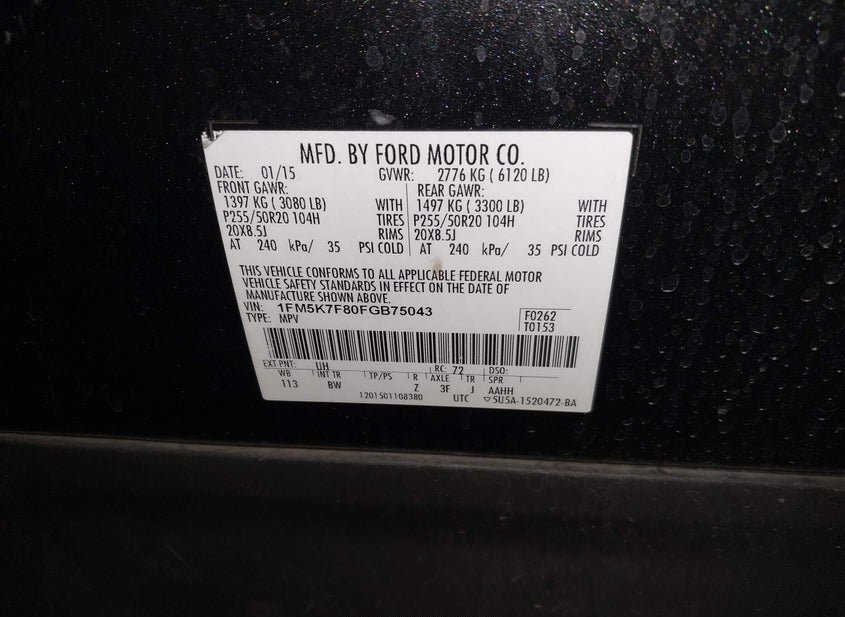 MFD. BY FORD MOTOR CO.
DATE: 01/15 GVWR: 2776 KG ( 6120 LB)
FRONT GAWR: REAR GAWR:
1397 KG ( 3080 LB) WITH 1497 KG ( 3300 LB) WITH
P255/50R20 104H TIRES P255/50R20 104H TIRES
20X8.5J RIMS 20X8.5J RIMS
AT 240 kPa/ 35 PSI COLD AT 240 kPa/ 35 PSI COLD
THIS VEHICLE CONFORMS TO ALL APPLICABLE FEDERAL MOTOR
VEHICLE SAFETY STANDARDS IN EFFECT ON THE DATE OF
MANUFACTURE SHOWN ABOVE.
VIN: 1FM5K7F80FGB75043 F0262
TYPE: MPV T0153
EXT PNT: UH RC: 72 DSO:
WB INT TR TP/PS R AXLE TR SPR
113 BW Z 3F J AAHH
1201501108380 UTC ▽5U5A-1520472-BA